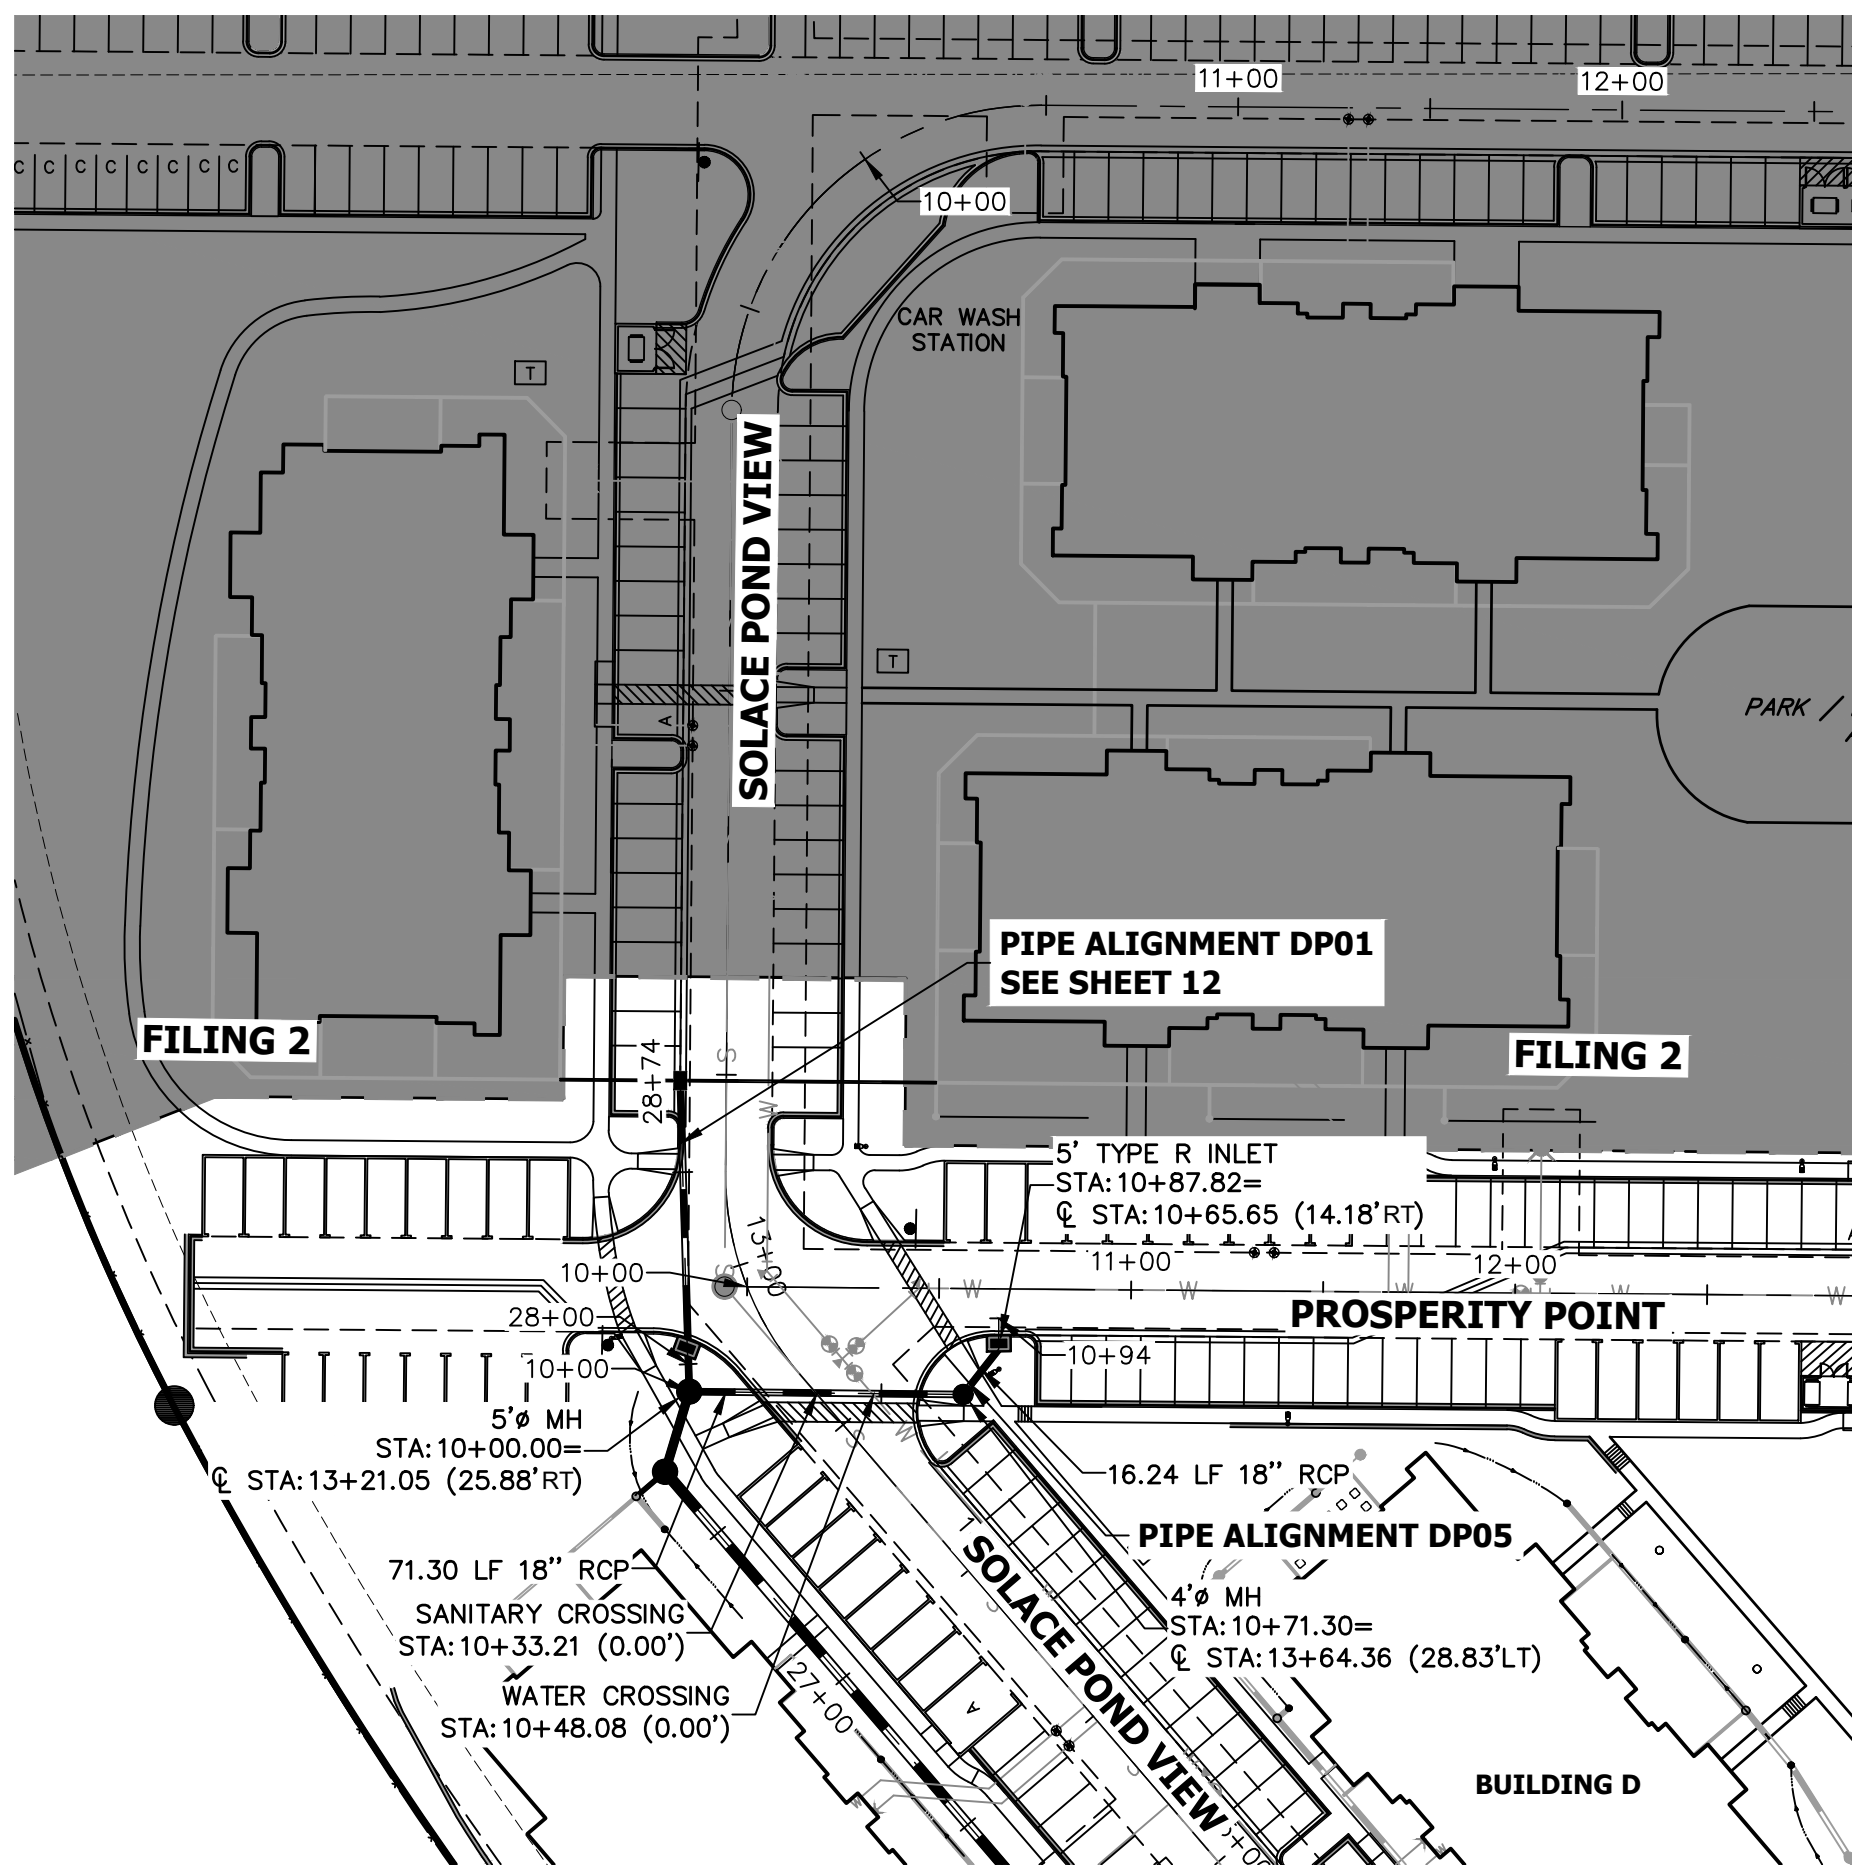 11+00
12+00
C C C C C C C C
10+00
CAR WASH
STATION
T
SOLACE POND VIEW
T
A
PARK /
PIPE ALIGNMENT DP01
SEE SHEET 12
FILING 2
FILING 2
28+74
S
W
5' TYPE R INLET
STA:10+87.82=
℄ STA:10+65.65 (14.18'RT)
13+00
S
10+00
11+00
12+00
W
W
W
W
PROSPERITY POINT
28+00
10+00
10+94
5'ø MH
STA:10+00.00=
℄ STA:13+21.05 (25.88'RT)
S
W
16.24 LF 18" RCP
PIPE ALIGNMENT DP05
71.30 LF 18" RCP
SANITARY CROSSING
STA:10+33.21 (0.00')
WATER CROSSING
STA:10+48.08 (0.00')
4'ø MH
STA:10+71.30=
℄ STA:13+64.36 (28.83'LT)
SOLACE POND VIEW
27+00
A
BUILDING D